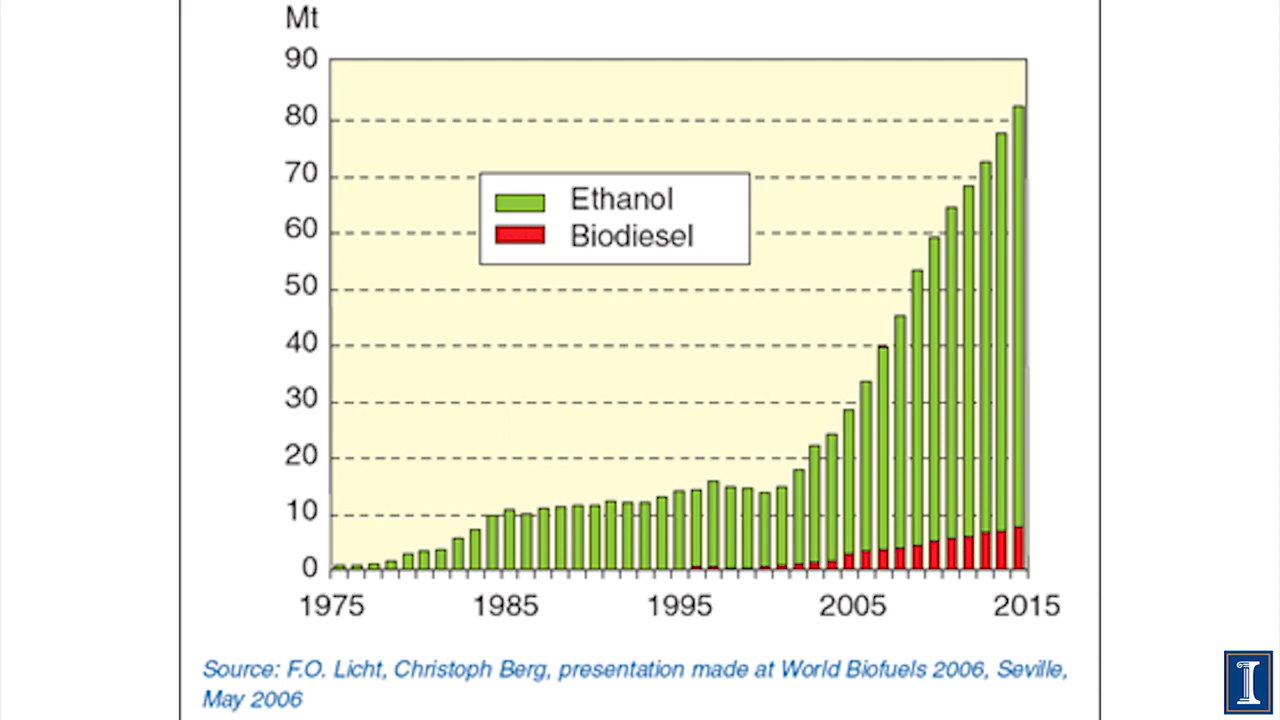 Mt
90
80
70
60
50
40
30
20
10
0
Ethanol
Biodiesel
1975 1985 1995 2005 2015
Source: F.O. Licht, Christoph Berg, presentation made at World Biofuels 2006, Seville,
May 2006
I